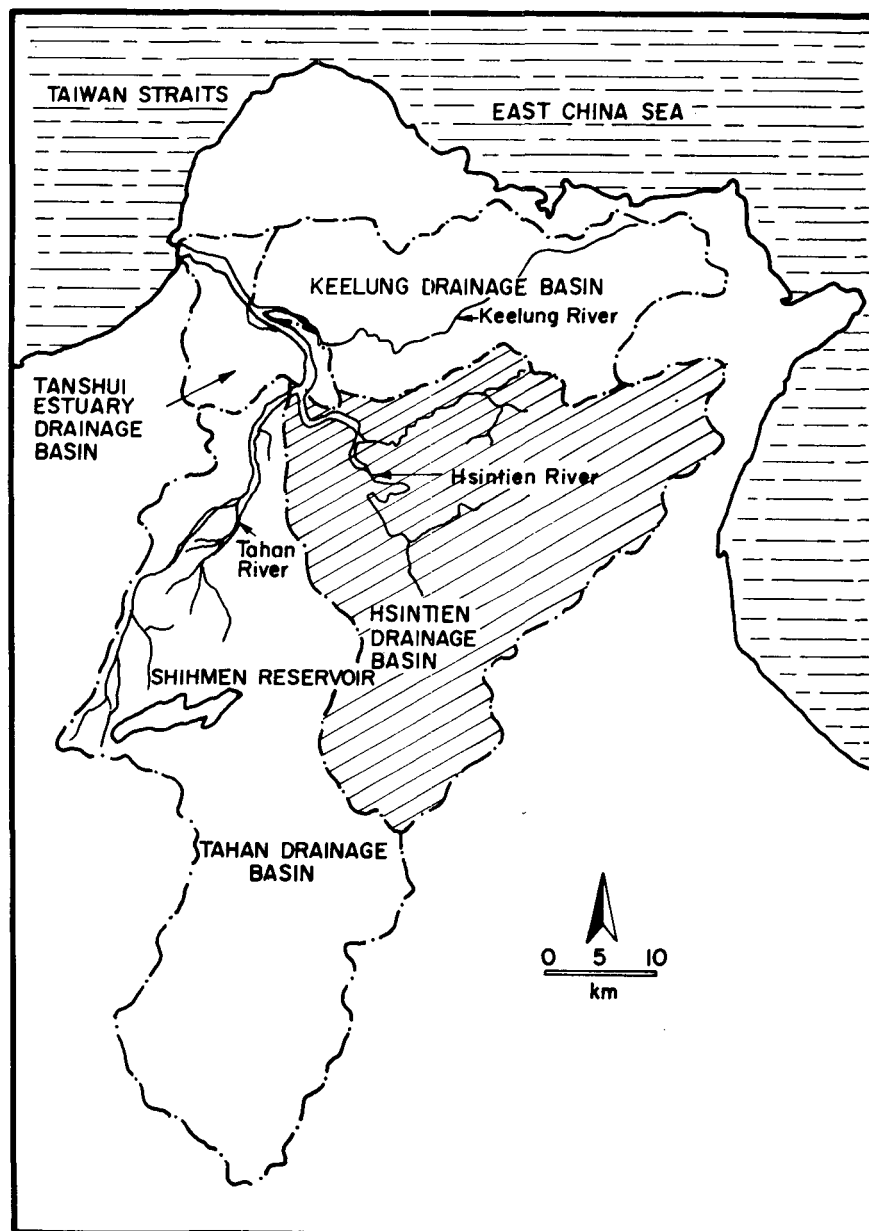 TAIWAN STRAITS
EAST CHINA SEA
KEELUNG DRAINAGE BASIN
Keelung River
TANSHUI
ESTUARY
DRAINAGE
BASIN
Hsintien River
Tahan
River
HSINTIEN
DRAINAGE
BASIN
SHIHMEN RESERVOIR
TAHAN DRAINAGE
BASIN
0 5 10
km